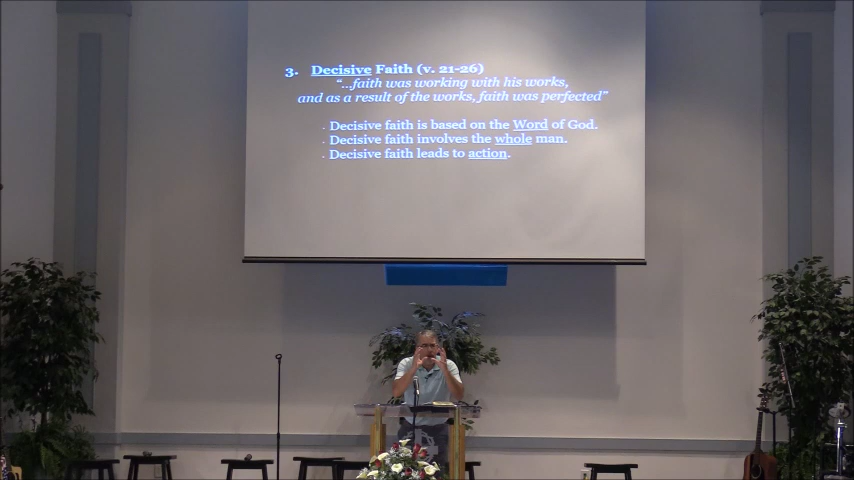 3. Decisive Faith (v. 21-26)
"...faith was working with his works,
and as a result of the works, faith was perfected"
- Decisive faith is based on the Word of God.
- Decisive faith involves the whole man.
- Decisive faith leads to action.